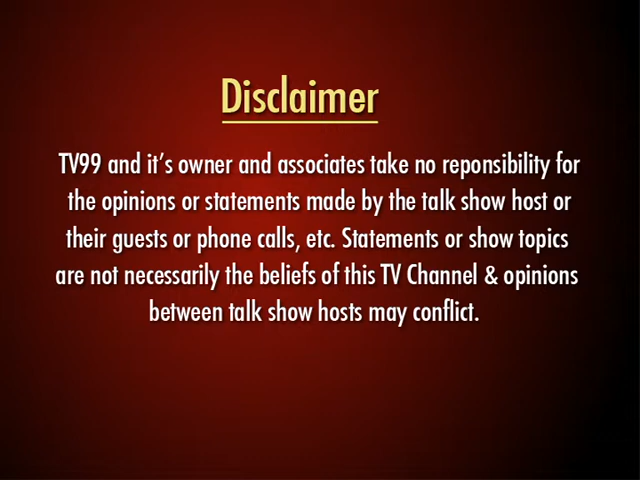 Disclaimer
TV99 and it's owner and associates take no reponsibility for
the opinions or statements made by the talk show host or
their guests or phone calls, etc. Statements or show topics
are not necessarily the beliefs of this TV Channel & opinions
between talk show hosts may conflict.